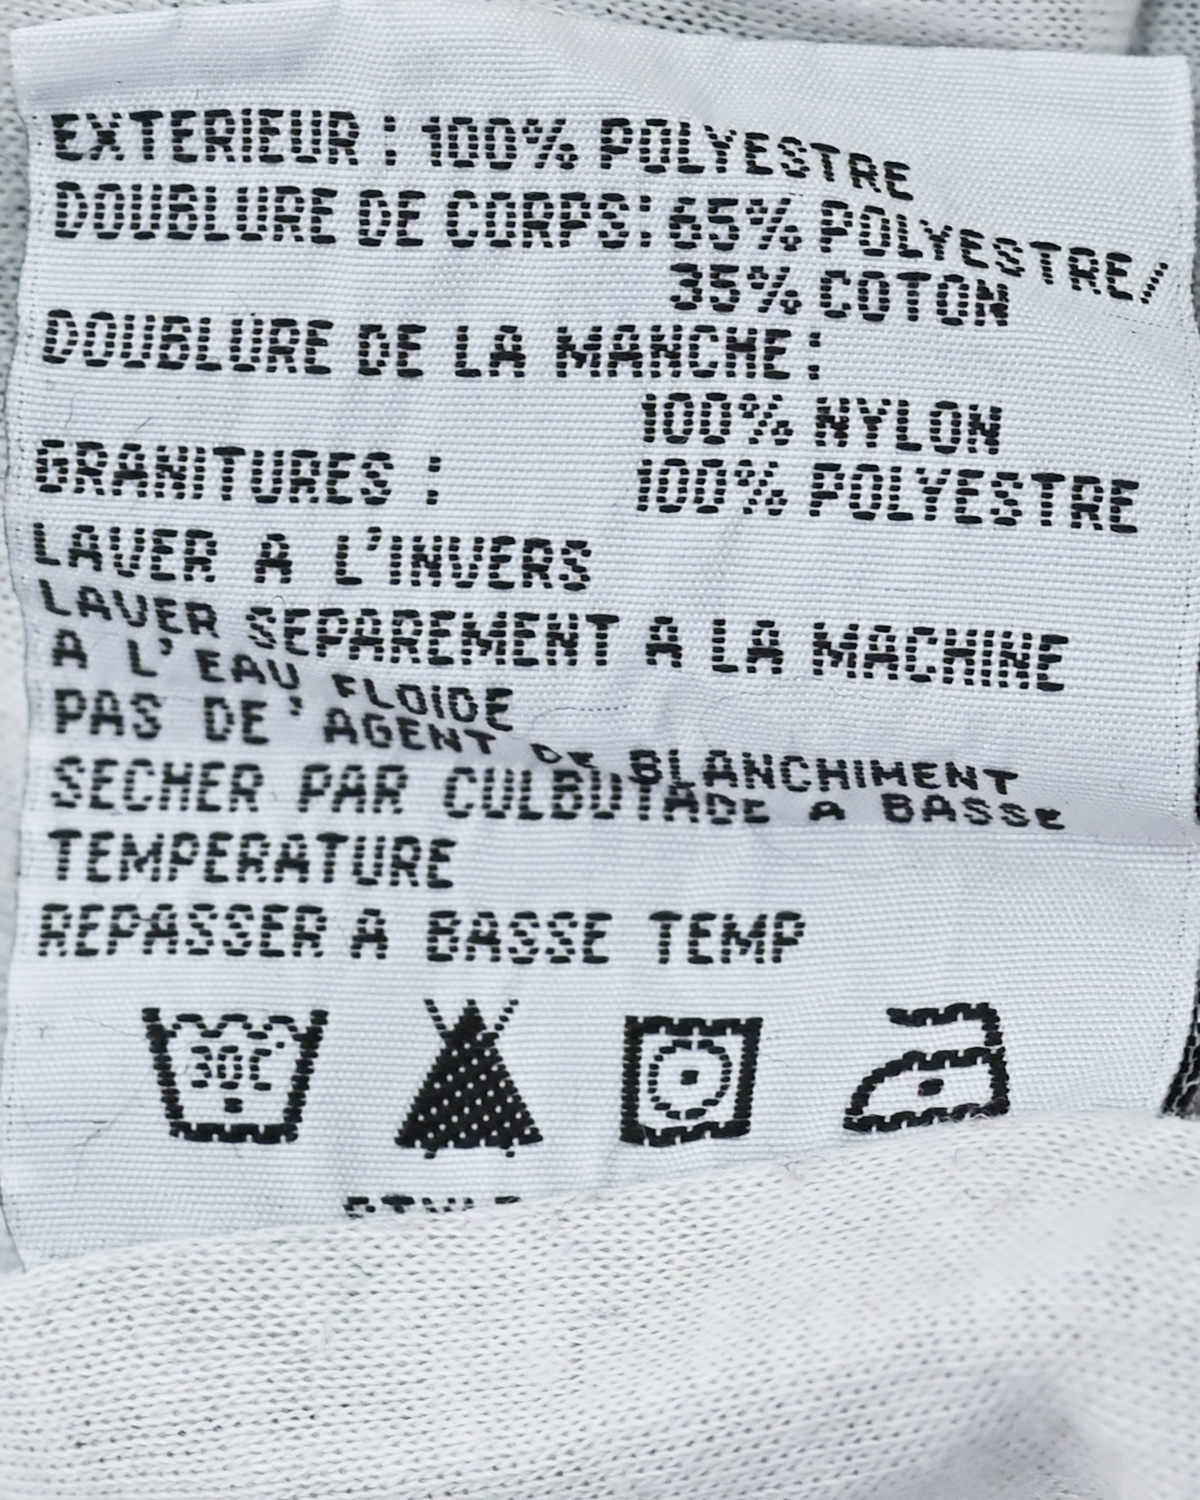 EXTERIEUR : 100% POLYESTRE
DOUBLURE DE CORPS: 65% POLYESTRE/
35% COTON
DOUBLURE DE LA MANCHE:
100% NYLON
GRANITURES : 100% POLYESTRE
LAVER A L'INVERS
LAVER SEPAREMENT A LA MACHINE
A L'EAU FLOIDE
PAS DE' AGENT DE BLANCHIMENT
SECHER PAR CULBUTADE A BASSE
TEMPERATURE
REPASSER A BASSE TEMP
30C